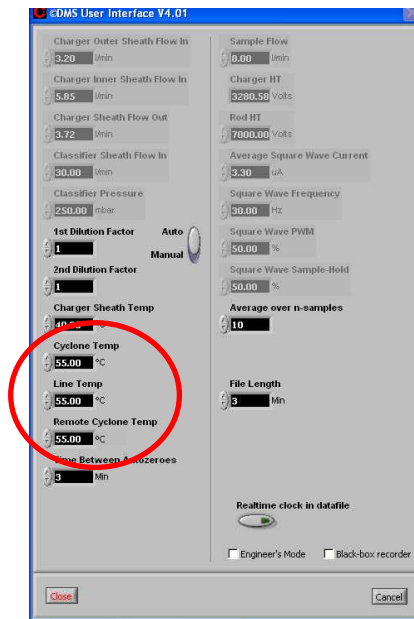 ©DMS User Interface V4.01
Charger Outer Sheath Flow In
3.20 l/min
Charger Inner Sheath Flow In
5.85 l/min
Charger Sheath Flow Out
3.72 l/min
Classifier Sheath Flow In
30.00 l/min
Classifier Pressure
250.00 mbar
1st Dilution Factor Auto
1
Manual
2nd Dilution Factor
1
Charger Sheath Temp
Cyclone Temp
55.00 °C
Line Temp
55.00 °C
Remote Cyclone Temp
55.00 °C
Time Between Autozeroes
3 Min
Sample Flow
8.00 l/min
Charger HT
3280.58 Volts
Rod HT
7000.00 Volts
Average Square Wave Current
3.30 uA
Square Wave Frequency
30.00 Hz
Square Wave PWM
50.00 %
Square Wave Sample-Hold
50.00 %
Average over n-samples
10
File Length
3 Min
Realtime clock in datafile
Engineer's Mode Black-box recorder
Close Cancel